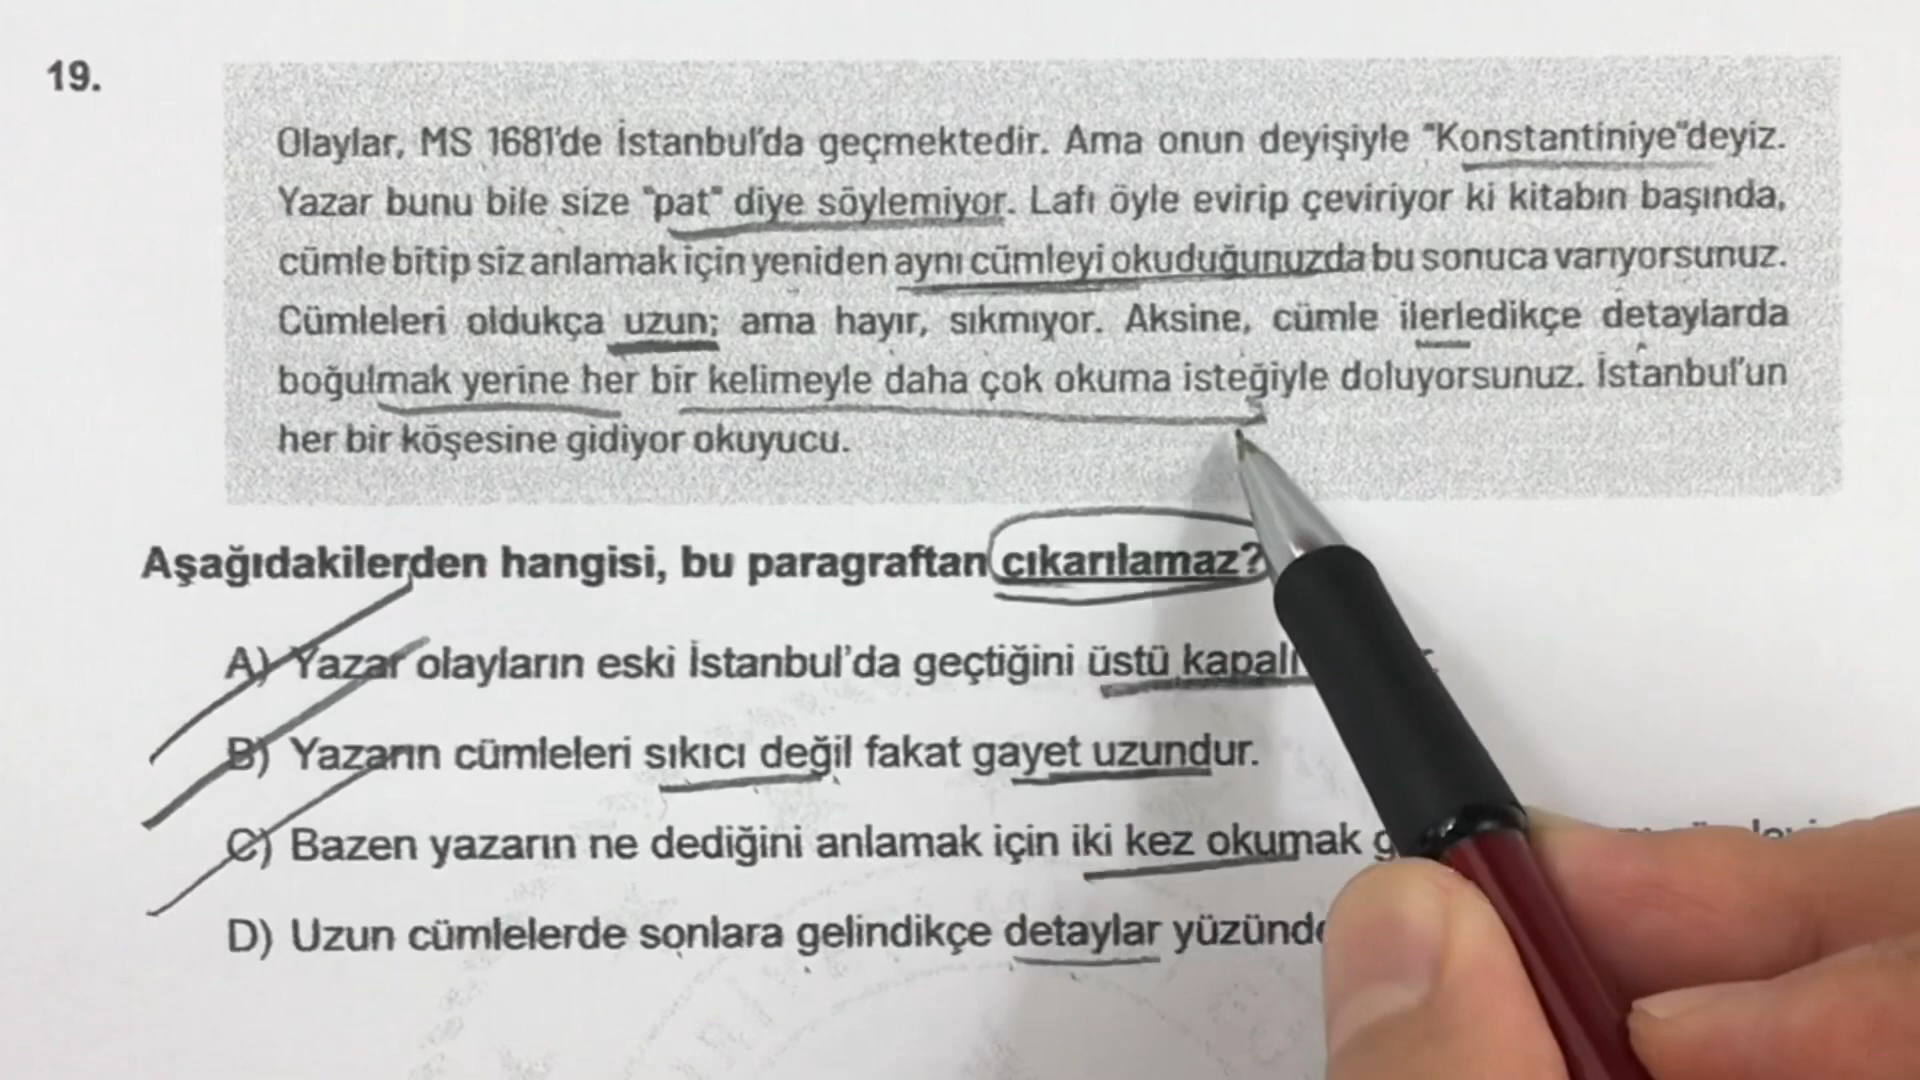 19.
Olaylar, MS 1681'de İstanbul'da geçmektedir. Ama onun deyişiyle "Konstantiniye"deyiz.
Yazar bunu bile size "pat" diye söylemiyor. Lafı öyle evirip çeviriyor ki kitabın başında,
cümle bitip siz anlamak için yeniden aynı cümleyi okuduğunuzda bu sonuca varıyorsunuz.
Cümleleri oldukça uzun; ama hayır, sıkmıyor. Aksine, cümle ilerledikçe detaylarda
boğulmak yerine her bir kelimeyle daha çok okuma isteğiyle doluyorsunuz. İstanbul'un
her bir köşesine gidiyor okuyucu.
Aşağıdakilerden hangisi, bu paragraftan çıkarılamaz?
A) Yazar olayların eski İstanbul'da geçtiğini üstü kapalı
B) Yazarın cümleleri sıkıcı değil fakat gayet uzundur.
C) Bazen yazarın ne dediğini anlamak için iki kez okumak
D) Uzun cümlelerde sonlara gelindikçe detaylar